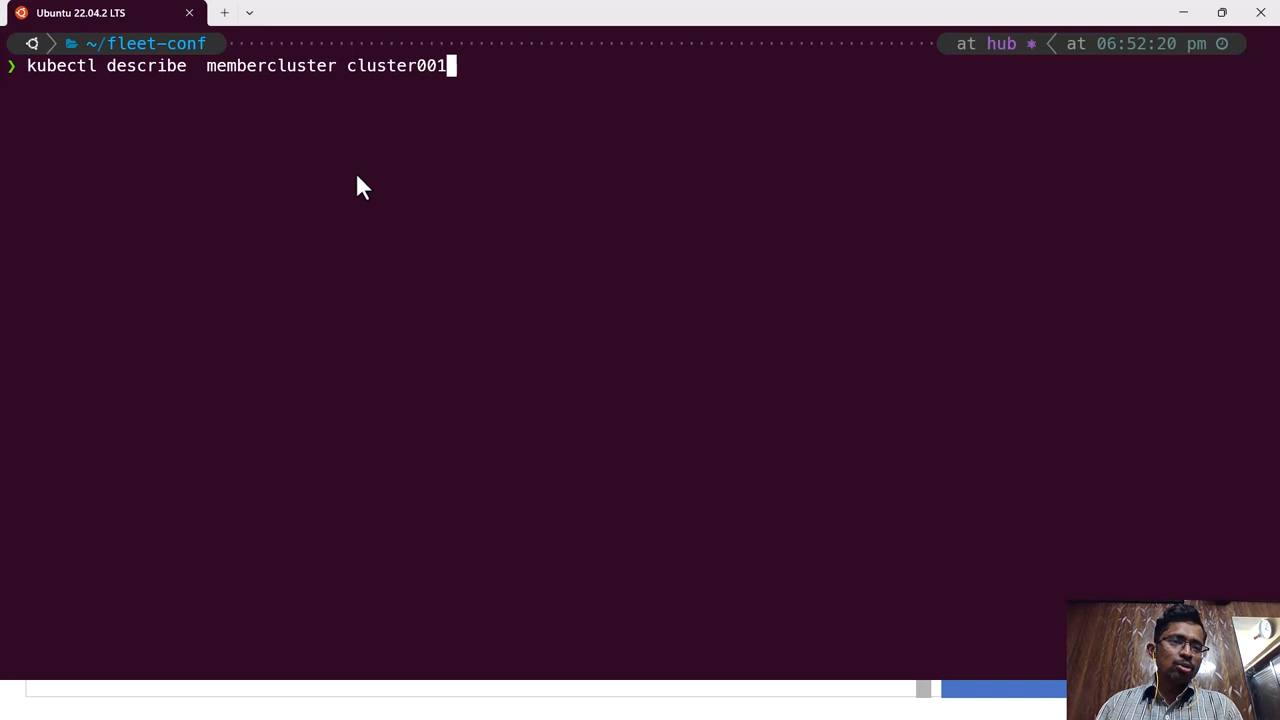 Ubuntu 22.04.2 LTS
~/fleet-conf at hub ⎈ at 06:52:20 pm
❯ kubectl describe  membercluster cluster001